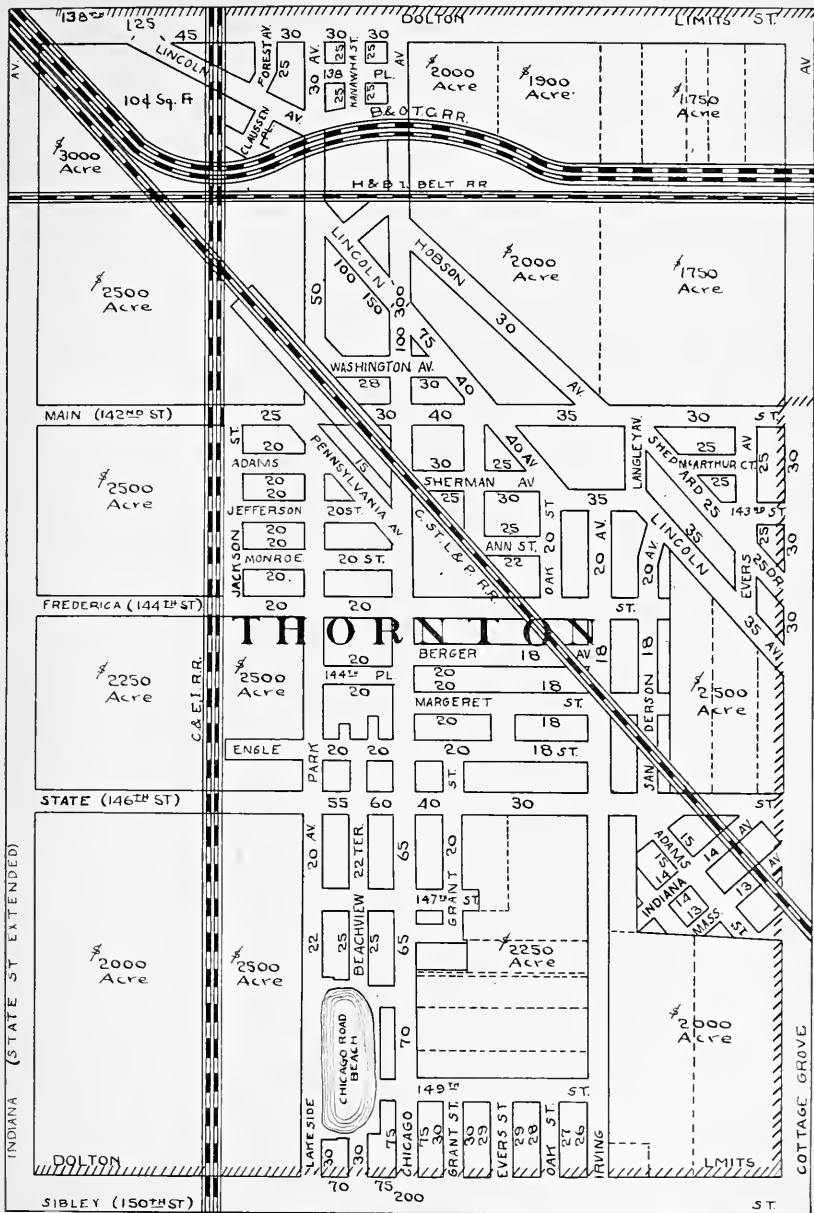 138TH DOLTON LIMITS ST.
125 45 30 30 30
LINCOLN AV.
FOREST AV. 25
30 AV.
25 25
138 PL.
KANAWHA ST.
25 25
AV
AV.
AV
10¢ Sq. Ft
CLAUSSEN PL.
$3000 Acre
$2000 Acre
$1900 Acre
$1750 Acre
B & O. T. C. RR.
H & B I. BELT RR
$2500 Acre
50
LINCOLN
100 150
300
100
75
HOBSON 30 AV.
$2000 Acre
$1750 Acre
WASHINGTON AV.
28 30 40
MAIN (142ND ST) 25 30 40 35 30 ST.
$2500 Acre
JACKSON ST.
20
ADAMS
20
20
JEFFERSON 20 ST.
20
20
MONROE 20 ST.
20.
PENNSYLVANIA AV
15
30
40 AV
25
SHERMAN AV
25 30
25
ANN ST.
22
C. ST. L & P. R.R.
OAK 20 ST
35
20 AV.
LANGLEY AV.
20 AV.
SHEPARD 25
25 AV
McARTHUR CT.
25
25
30
143RD ST
35
LINCOLN
35 AV
EVERS
25
25 DR.
30
30
FREDERICA (144TH ST) 20 20 ST.
THORNTON
$2250 Acre
C & E. I. R.R.
$2500 Acre
20
144TH PL.
20
BERGER 18 AV
20
20 18
MARGERET ST.
20 18
18
SANDERSON 18
$2500 Acre
ENGLE 20 20 20 18 ST.
PARK
ST.
STATE (146TH ST) 55 60 40 30 ST
20 AV.
22 TER.
65
GRANT 20
147TH ST.
22
BEACHVIEW
25 25
65
$2000 Acre
$2500 Acre
$2250 Acre
ADAMS
15
15
14
14 AV
INDIANA
14
13
13 AV
MASS. ST
$2000 Acre
CHICAGO ROAD BEACH
70
149TH ST.
LAKE SIDE
30 30
75
CHICAGO
75 30
GRANT ST.
30 29
EVERS ST.
29 28
OAK ST.
27 26
IRVING
DOLTON LMITS
70 75
200
SIBLEY (150TH ST) ST.
INDIANA (STATE ST EXTENDED)
COTTAGE GROVE